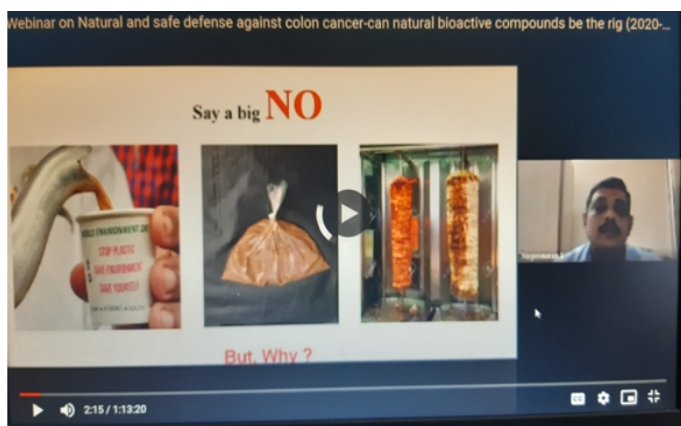 Webinar on Natural and safe defense against colon cancer-can natural bioactive compounds be the rig (2020-...
Say a big NO
WORLD ENVIRONMENT DAY
STOP PLASTIC
SAVE ENVIRONMENT
SAVE YOURSELF
But, Why ?
2:15 / 1:13:20
CC